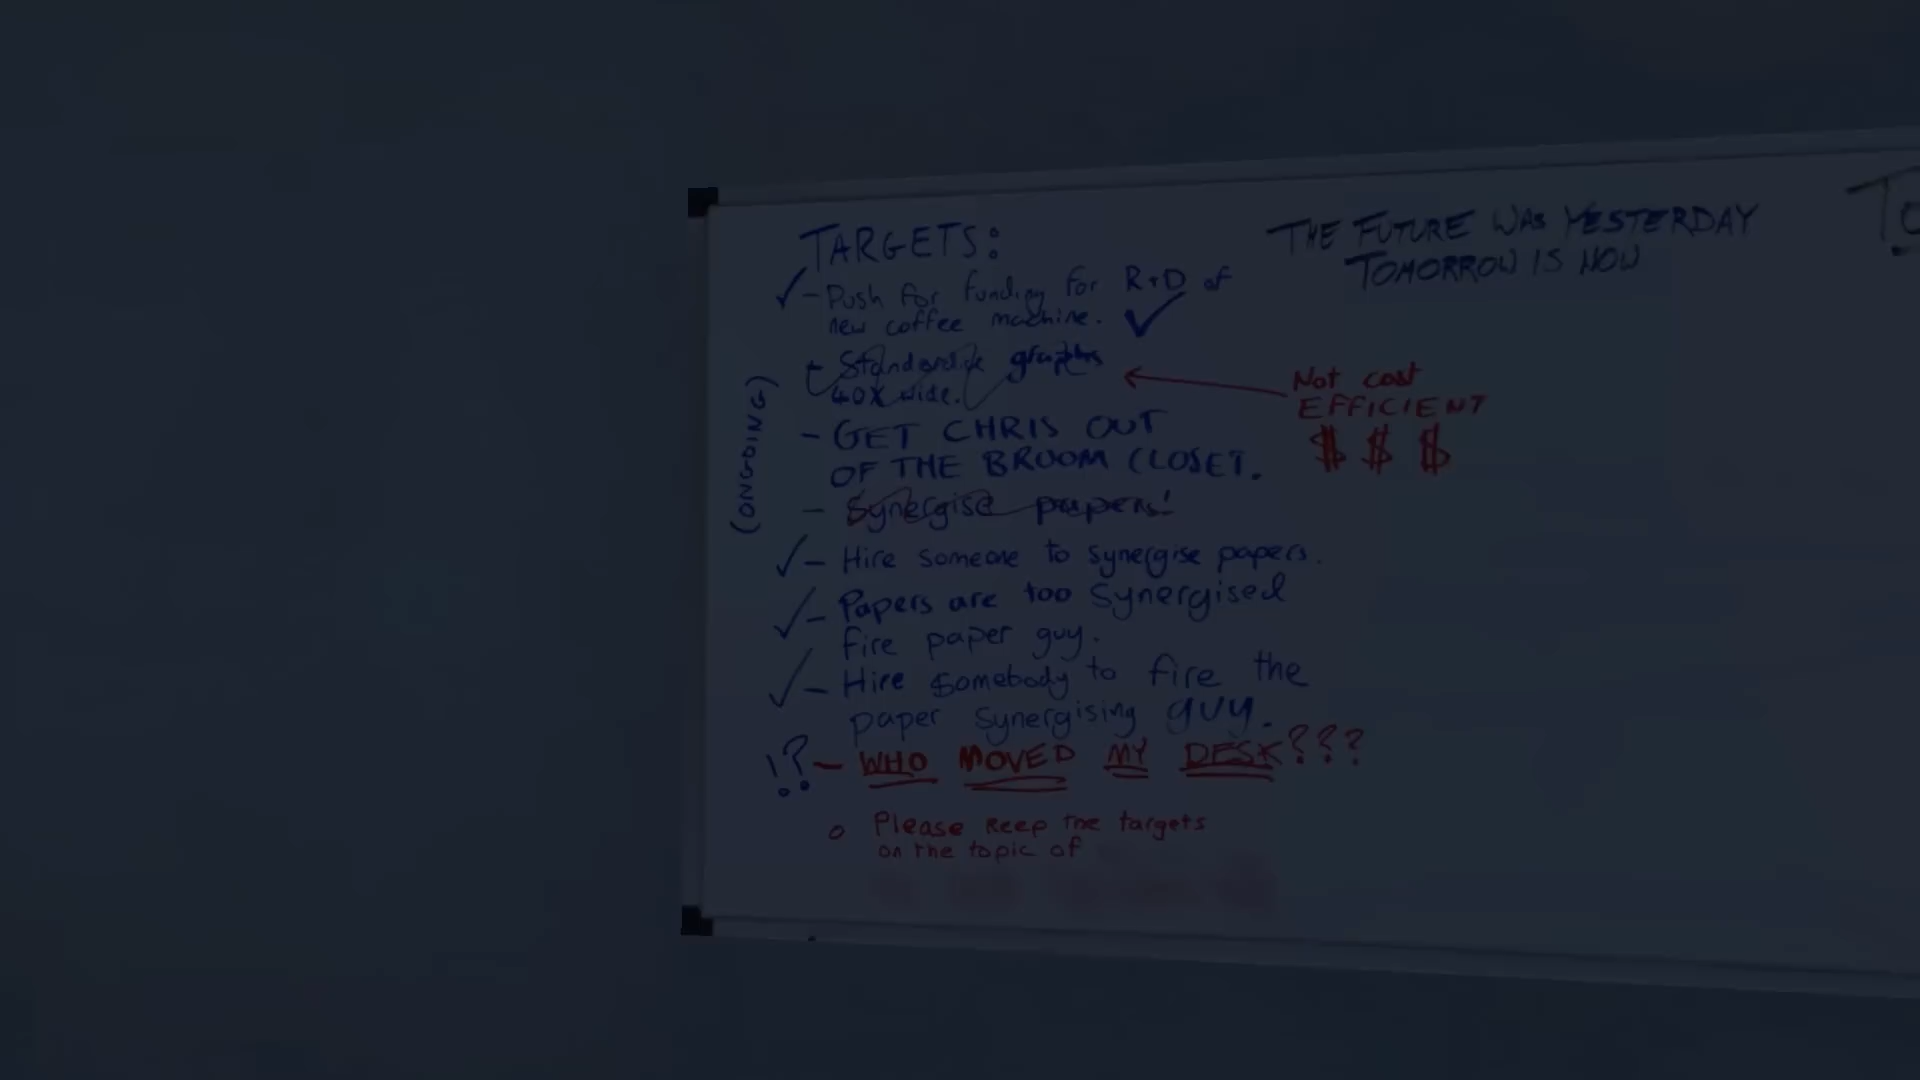 TARGETS:
✓ - Push for funding for R+D of
new coffee machine. ✓
- Standardise graphs
40X wide.
Not cost
EFFICIENT
$ $ $
(ONGOING)
- GET CHRIS OUT
OF THE BROOM CLOSET.
- Synergise papers!
✓ - Hire someone to synergise papers.
✓ - Papers are too synergised
fire paper guy.
✓ - Hire somebody to fire the
paper synergising guy.
!? - WHO MOVED MY DESK???
o Please keep the targets
on the topic of
THE FUTURE WAS YESTERDAY
TOMORROW IS NOW